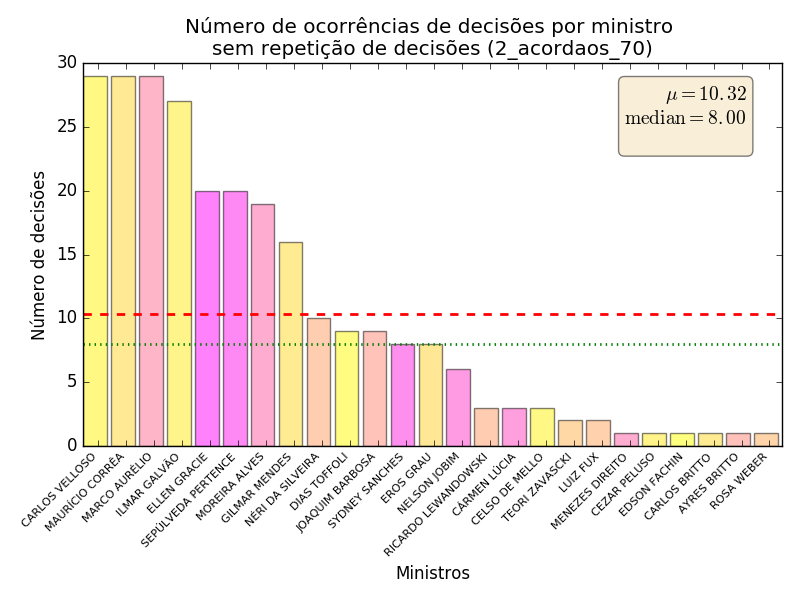 Número de ocorrências de decisões por ministro
sem repetição de decisões (2_acordaos_70)
μ = 10.32
median = 8.00
Número de decisões
30
25
20
15
10
5
0
CARLOS VELLOSO
MAURÍCIO CORRÊA
MARCO AURÉLIO
ILMAR GALVÃO
ELLEN GRACIE
SEPÚLVEDA PERTENCE
MOREIRA ALVES
GILMAR MENDES
NÉRI DA SILVEIRA
DIAS TOFFOLI
JOAQUIM BARBOSA
SYDNEY SANCHES
EROS GRAU
NELSON JOBIM
RICARDO LEWANDOWSKI
CÁRMEN LÚCIA
CELSO DE MELLO
TEORI ZAVASCKI
LUIZ FUX
MENEZES DIREITO
CEZAR PELUSO
EDSON FACHIN
CARLOS BRITTO
AYRES BRITTO
ROSA WEBER
Ministros